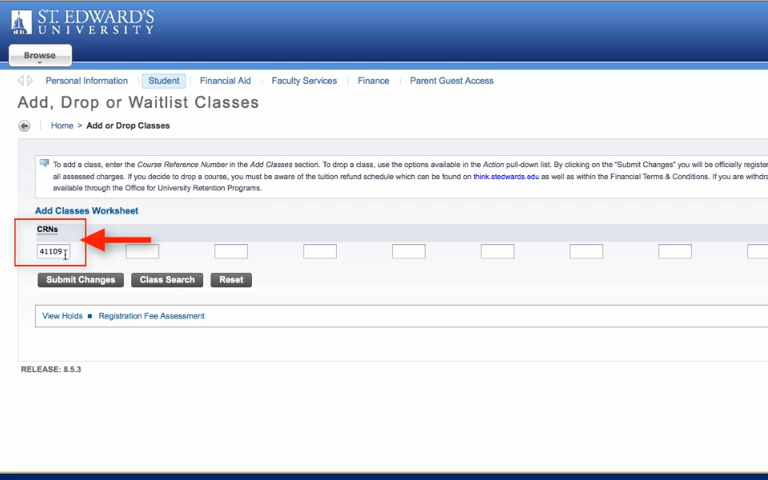 ST. EDWARD'S
UNIVERSITY
Browse
Personal Information
Student
Financial Aid
Faculty Services
Finance
Parent Guest Access
Add, Drop or Waitlist Classes
Home > Add or Drop Classes
To add a class, enter the Course Reference Number in the Add Classes section. To drop a class, use the options available in the Action pull-down list. By clicking on the "Submit Changes" you will be officially registe
all assessed charges. If you decide to drop a course, you must be aware of the tuition refund schedule which can be found on think.stedwards.edu as well as within the Financial Terms & Conditions. If you are withdra
available through the Office for University Retention Programs.
Add Classes Worksheet
CRNs
41109
Submit Changes
Class Search
Reset
View Holds ■ Registration Fee Assessment
RELEASE: 8.5.3